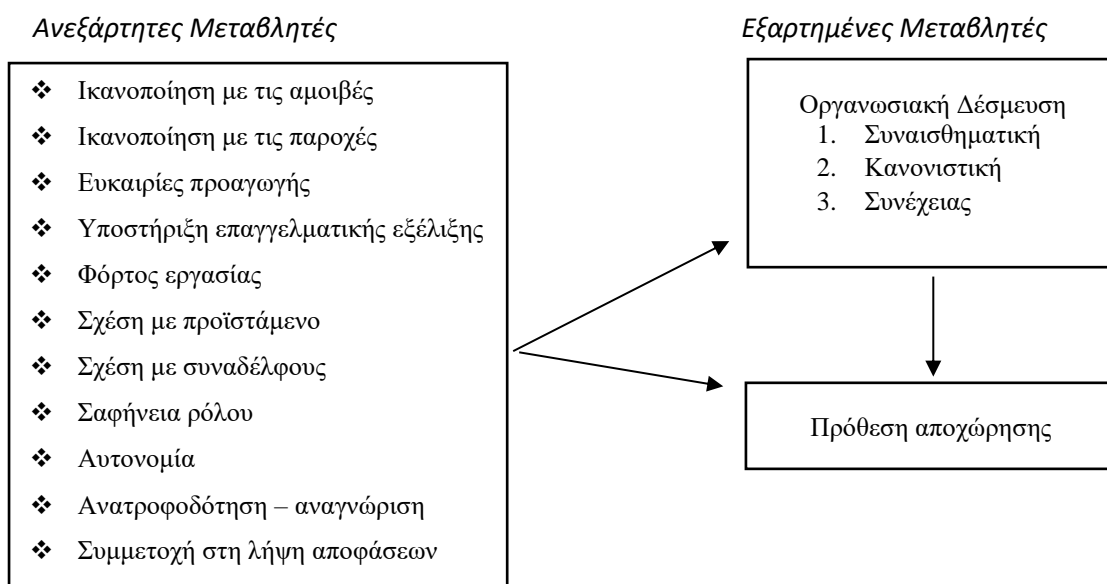 Ανεξάρτητες Μεταβλητές
❖ Ικανοποίηση με τις αμοιβές
❖ Ικανοποίηση με τις παροχές
❖ Ευκαιρίες προαγωγής
❖ Υποστήριξη επαγγελματικής εξέλιξης
❖ Φόρτος εργασίας
❖ Σχέση με προϊστάμενο
❖ Σχέση με συναδέλφους
❖ Σαφήνεια ρόλου
❖ Αυτονομία
❖ Ανατροφοδότηση – αναγνώριση
❖ Συμμετοχή στη λήψη αποφάσεων
Εξαρτημένες Μεταβλητές
Οργανωσιακή Δέσμευση
1. Συναισθηματική
2. Κανονιστική
3. Συνέχειας
Πρόθεση αποχώρησης